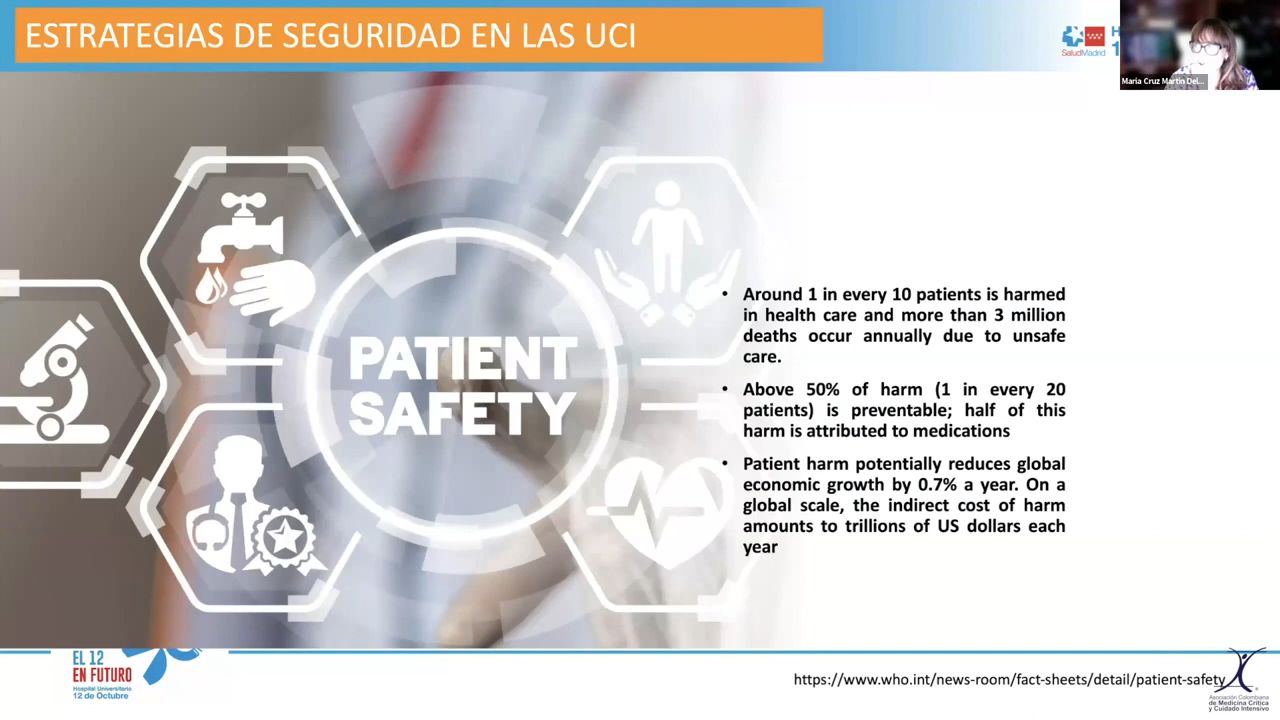 ESTRATEGIAS DE SEGURIDAD EN LAS UCI
SaludMadrid
Maria Cruz Martin Del...
PATIENT
SAFETY
• Around 1 in every 10 patients is harmed
in health care and more than 3 million
deaths occur annually due to unsafe
care.
• Above 50% of harm (1 in every 20
patients) is preventable; half of this
harm is attributed to medications
• Patient harm potentially reduces global
economic growth by 0.7% a year. On a
global scale, the indirect cost of harm
amounts to trillions of US dollars each
year
EL 12
EN FUTURO
Hospital Universitario
12 de Octubre
https://www.who.int/news-room/fact-sheets/detail/patient-safety
Asociación Colombiana
de Medicina Crítica
y Cuidado Intensivo